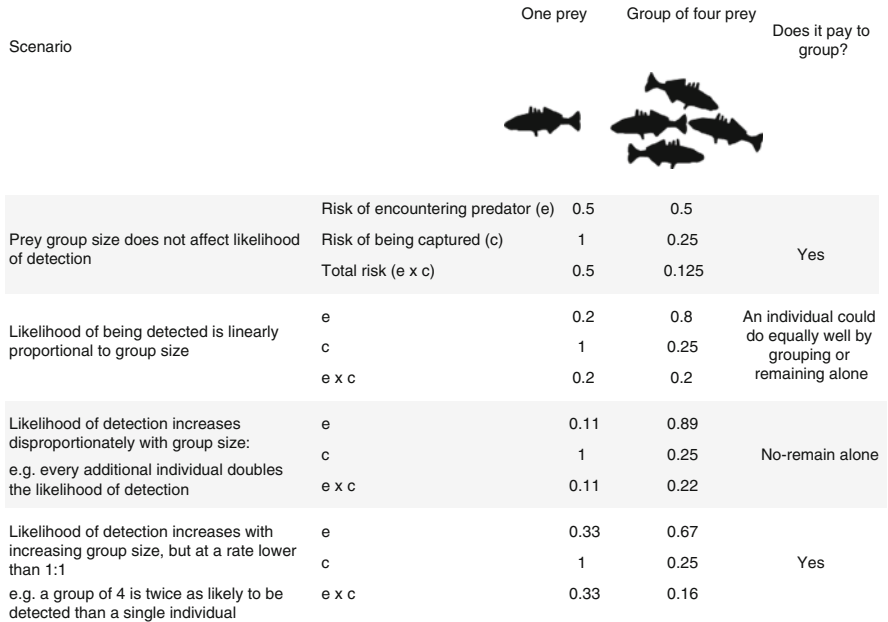 One prey Group of four prey
Does it pay to
group?
Scenario
Risk of encountering predator (e) 0.5 0.5
Prey group size does not affect likelihood
of detection
Risk of being captured (c) 1 0.25
Yes
Total risk (e x c) 0.5 0.125
Likelihood of being detected is linearly
proportional to group size
e 0.2 0.8
c 1 0.25
e x c 0.2 0.2
An individual could
do equally well by
grouping or
remaining alone
Likelihood of detection increases
disproportionately with group size:
e.g. every additional individual doubles
the likelihood of detection
e 0.11 0.89
c 1 0.25
e x c 0.11 0.22
No-remain alone
Likelihood of detection increases with
increasing group size, but at a rate lower
than 1:1
e.g. a group of 4 is twice as likely to be
detected than a single individual
e 0.33 0.67
c 1 0.25
e x c 0.33 0.16
Yes